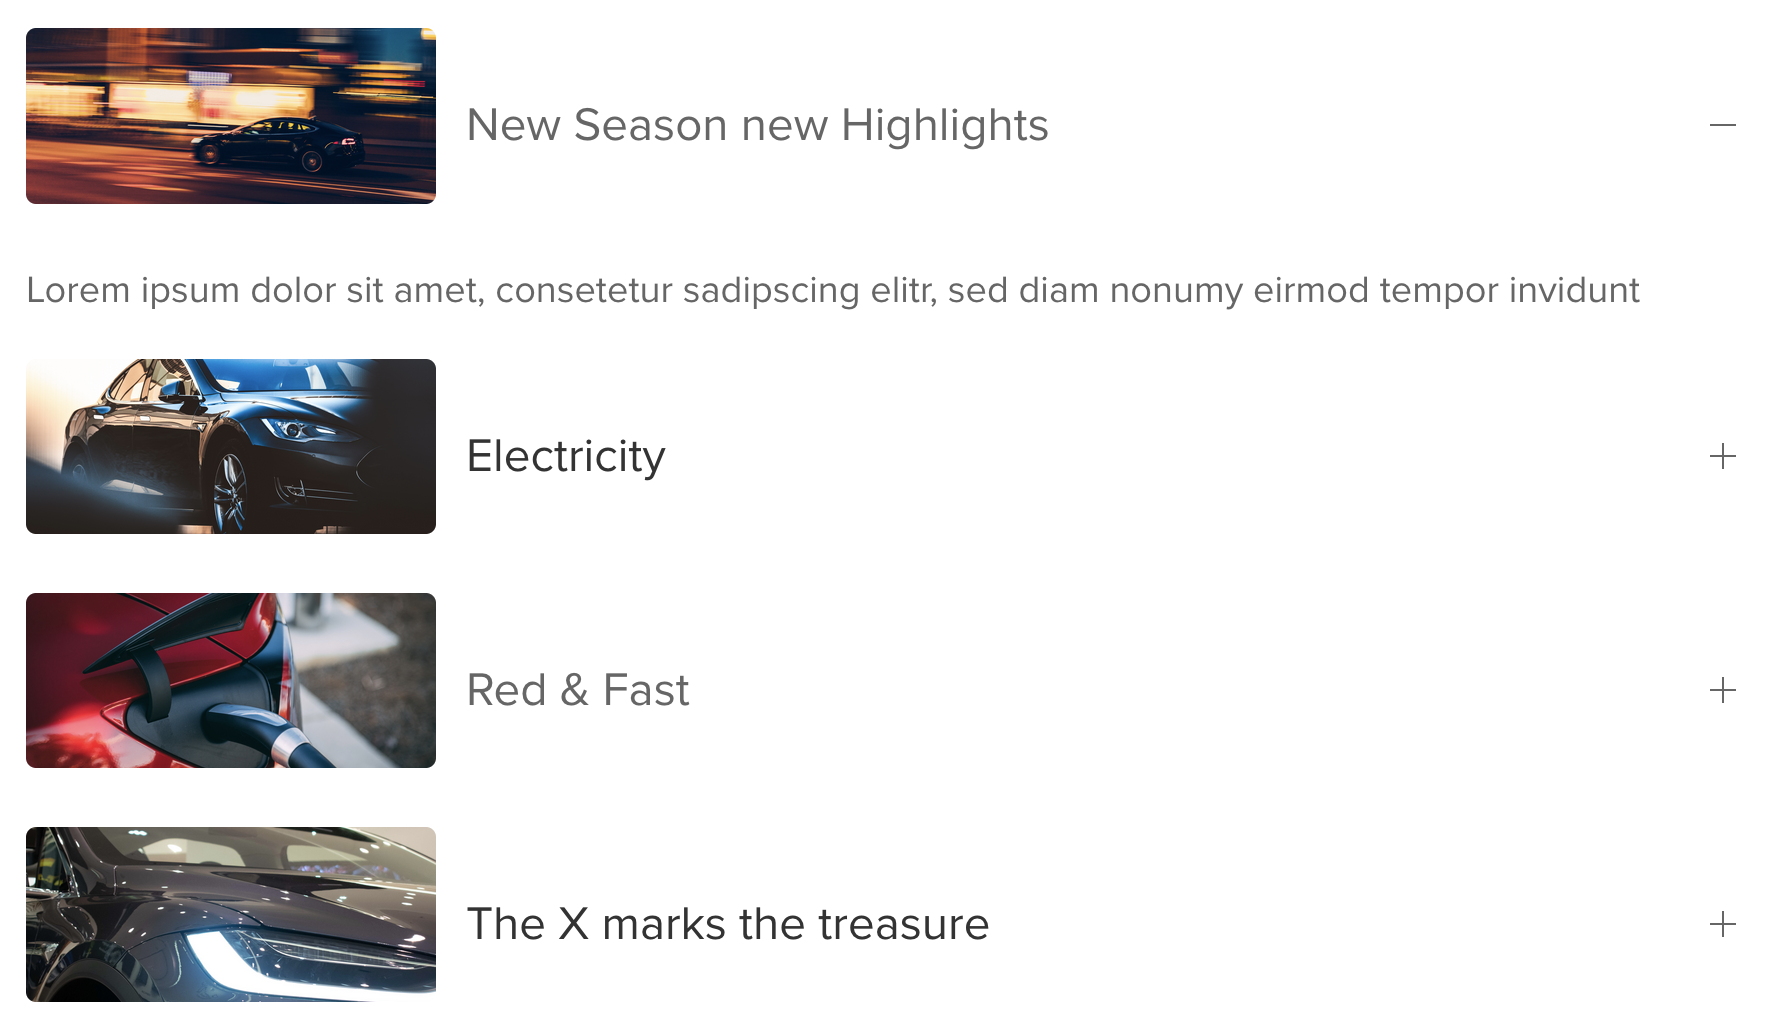 New Season new Highlights
Lorem ipsum dolor sit amet, consetetur sadipscing elitr, sed diam nonumy eirmod tempor invidunt
Electricity
Red & Fast
The X marks the treasure